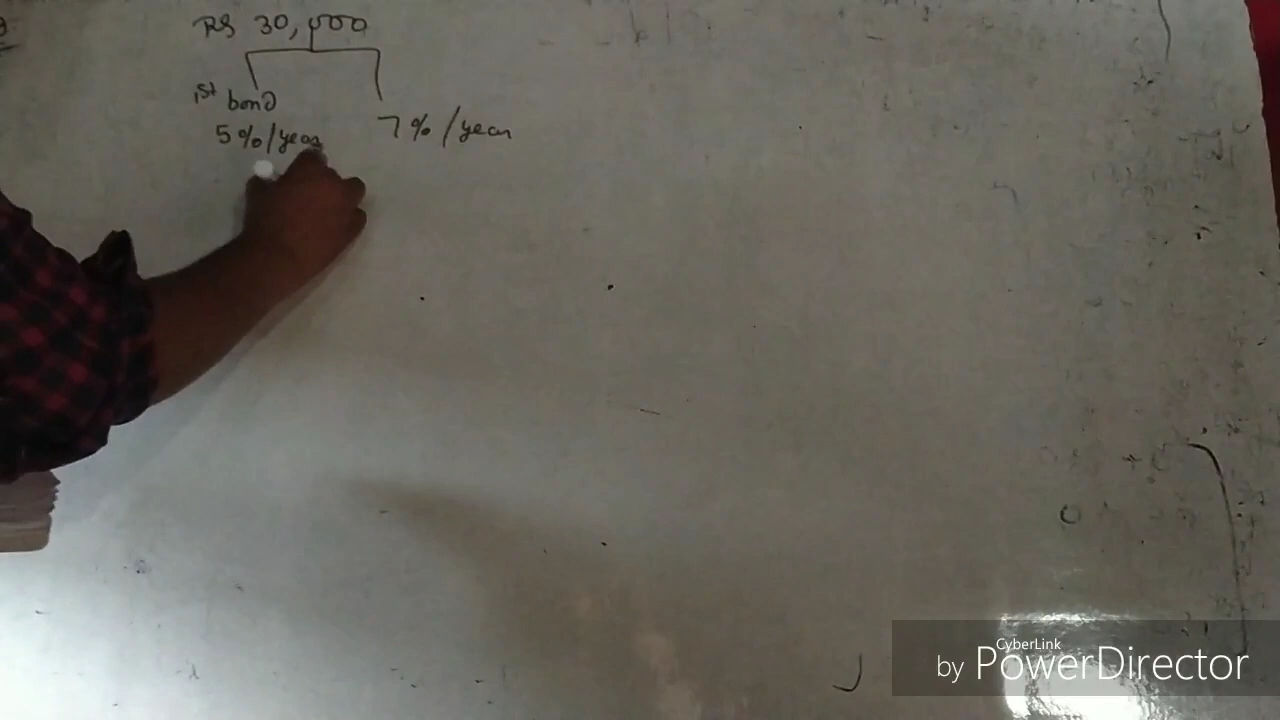 RS 30,000
1st bond
5%/year
7%/year
CyberLink
by PowerDirector